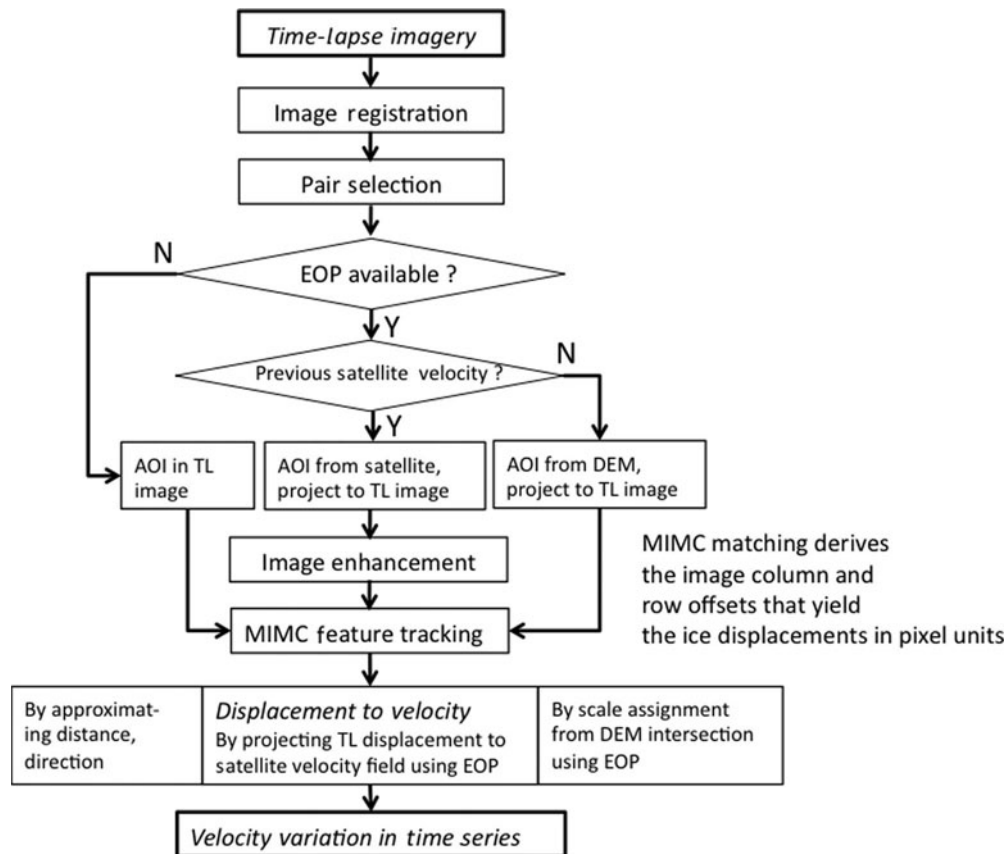 Time-lapse imagery
Image registration
Pair selection
N
EOP available ?
Y
N
Previous satellite velocity ?
Y
AOI in TL
image
AOI from satellite,
project to TL image
AOI from DEM,
project to TL image
Image enhancement
MIMC matching derives
the image column and
row offsets that yield
the ice displacements in pixel units
MIMC feature tracking
By approximat-
ing distance,
direction
Displacement to velocity
By projecting TL displacement to
satellite velocity field using EOP
By scale assignment
from DEM intersection
using EOP
Velocity variation in time series